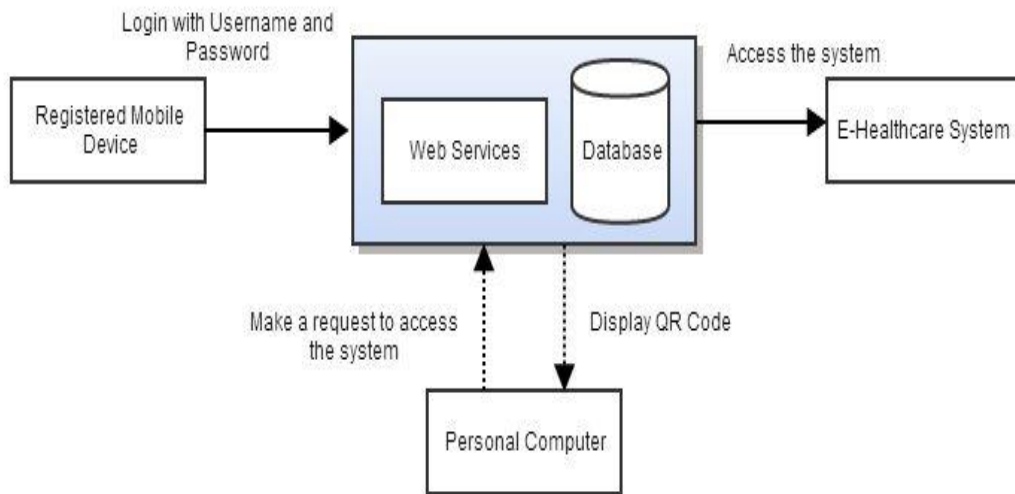 Login with Username and
Password
Access the system
Registered Mobile
Device
Web Services
Database
E-Healthcare System
Make a request to access
the system
Display QR Code
Personal Computer